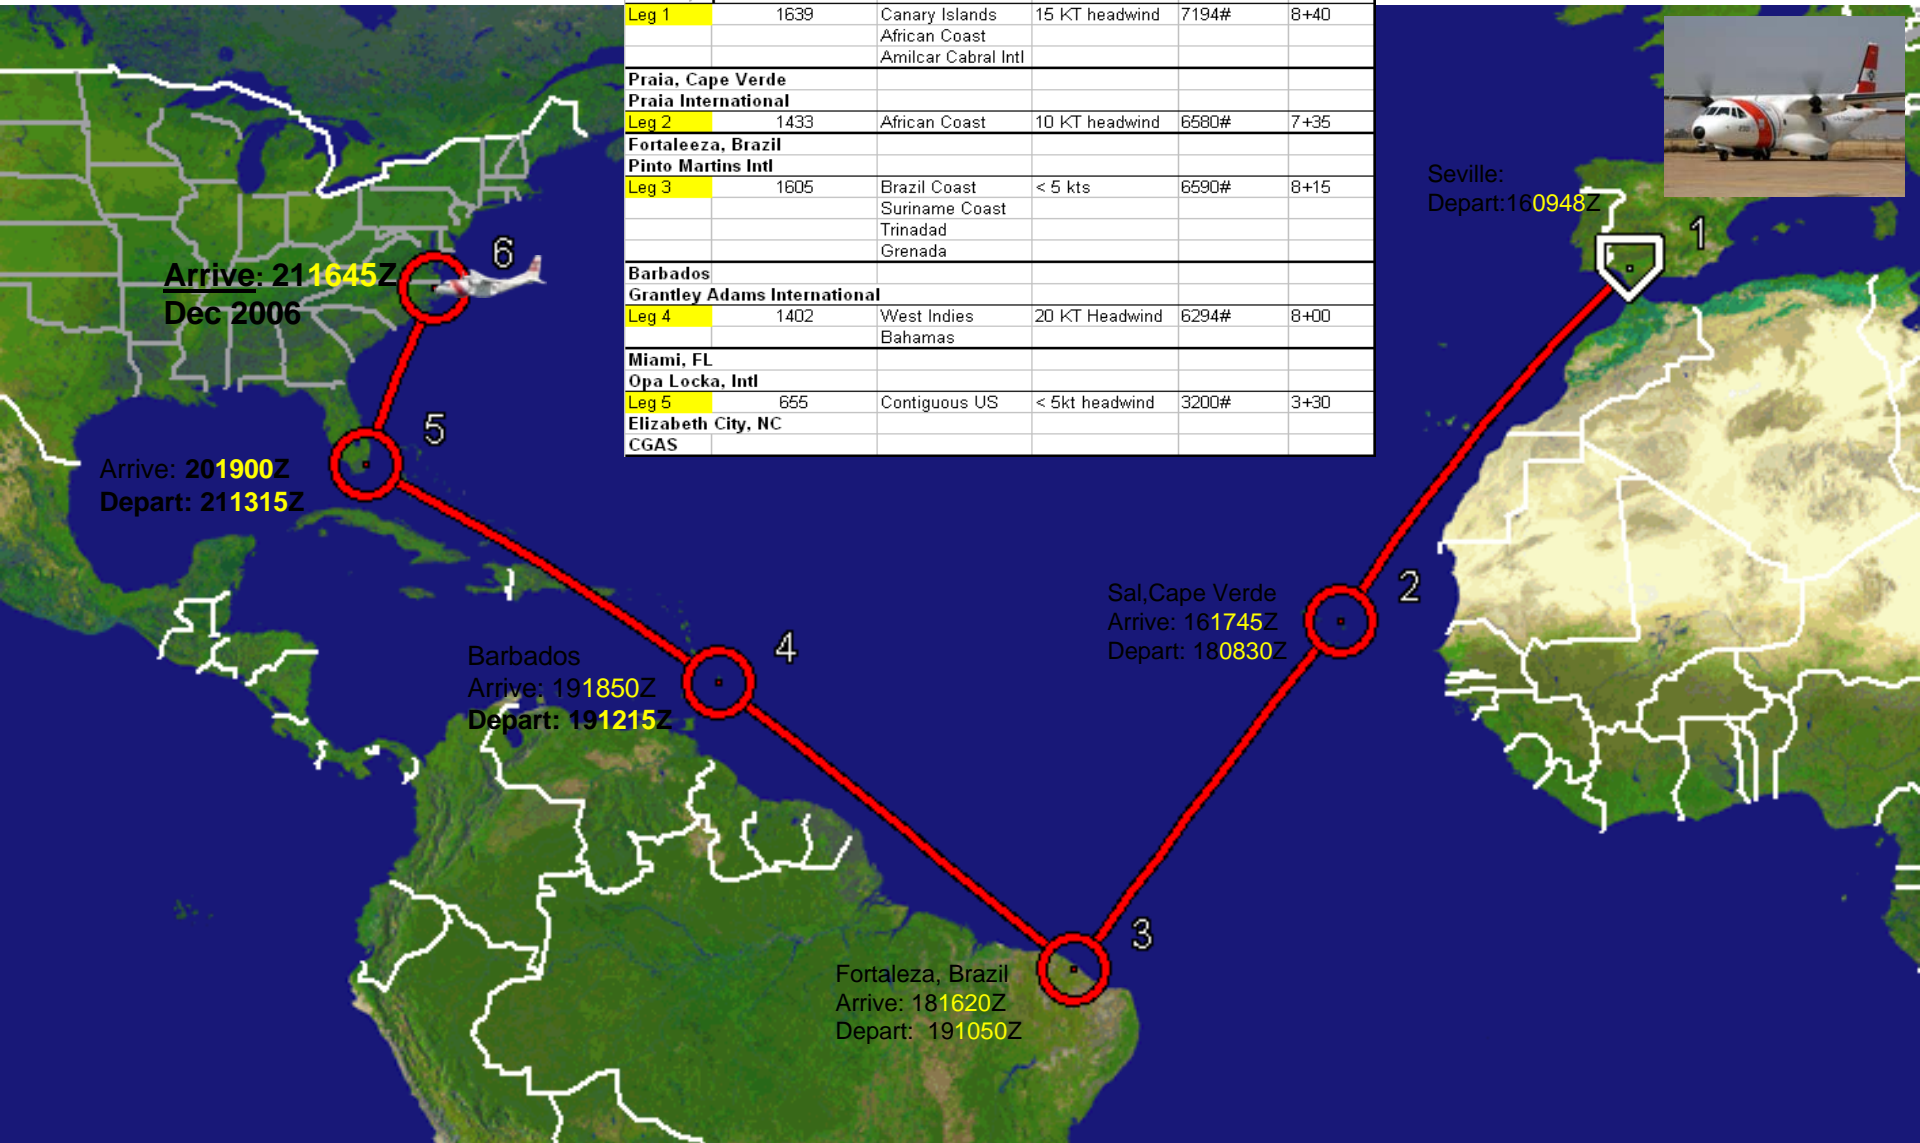 Leg 1 1639 Canary Islands 15 KT headwind 7194# 8+40
African Coast
Amilcar Cabral Intl
Praia, Cape Verde
Praia International
Leg 2 1433 African Coast 10 KT headwind 6580# 7+35
Fortaleeza, Brazil
Pinto Martins Intl
Leg 3 1605 Brazil Coast < 5 kts 6590# 8+15
Suriname Coast
Trinadad
Grenada
Barbados
Grantley Adams International
Leg 4 1402 West Indies 20 KT Headwind 6294# 8+00
Bahamas
Miami, FL
Opa Locka, Intl
Leg 5 655 Contiguous US < 5kt headwind 3200# 3+30
Elizabeth City, NC
CGAS
Seville:
Depart:160948Z
1
6
Arrive: 211645Z
Dec 2006
5
Arrive: 201900Z
Depart: 211315Z
2
Sal,Cape Verde
Arrive: 161745Z
Depart: 180830Z
4
Barbados
Arrive: 191850Z
Depart: 191215Z
3
Fortaleza, Brazil
Arrive: 181620Z
Depart: 191050Z